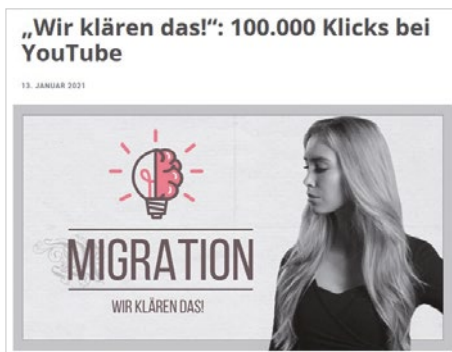 „Wir klären das!“: 100.000 Klicks bei
YouTube
13. JANUAR 2021
MIGRATION
WIR KLÄREN DAS!